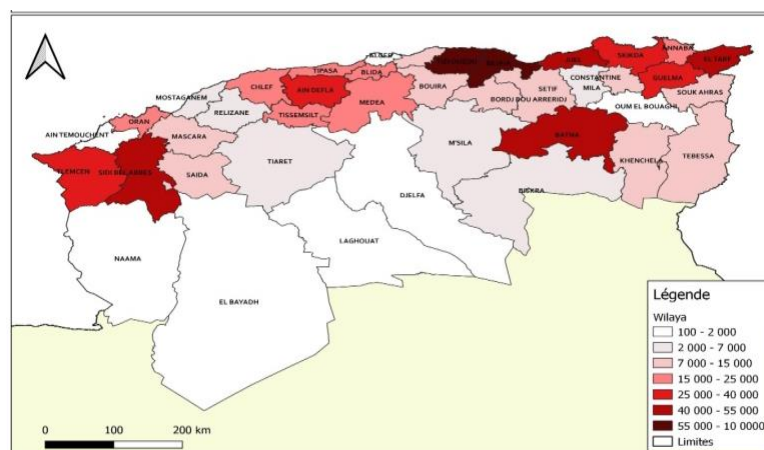 ALGER
ANNABA
SKIKDA
JIJEL
EL TARF
TIPASA
BLIDA
CHLEF
AIN DEFLA
BOUIRA
SETIF
CONSTANTINE
MILA
GUELMA
SOUK AHRAS
MOSTAGANEM
RELIZANE
MEDEA
BORDJ BOU ARRERIDJ
OUM EL BOUAGHI
ORAN
TISSEMSILT
AIN TEMOUCHENT
MASCARA
BATNA
M'SILA
TIARET
KHENCHELA
TEBESSA
TLEMCEN
SIDI BEL ABBES
SAIDA
BISKRA
DJELFA
LAGHOUAT
NAAMA
EL BAYADH
Légende
Wilaya
100 - 2 000
2 000 - 7 000
7 000 - 15 000
15 000 - 25 000
25 000 - 40 000
40 000 - 55 000
55 000 - 10 0000
Limites
0 100 200 km